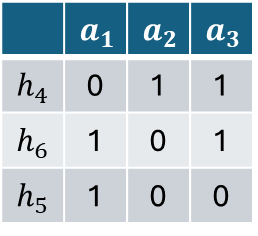 a₁ a₂ a₃
h₄ 0 1 1
h₆ 1 0 1
h₅ 1 0 0